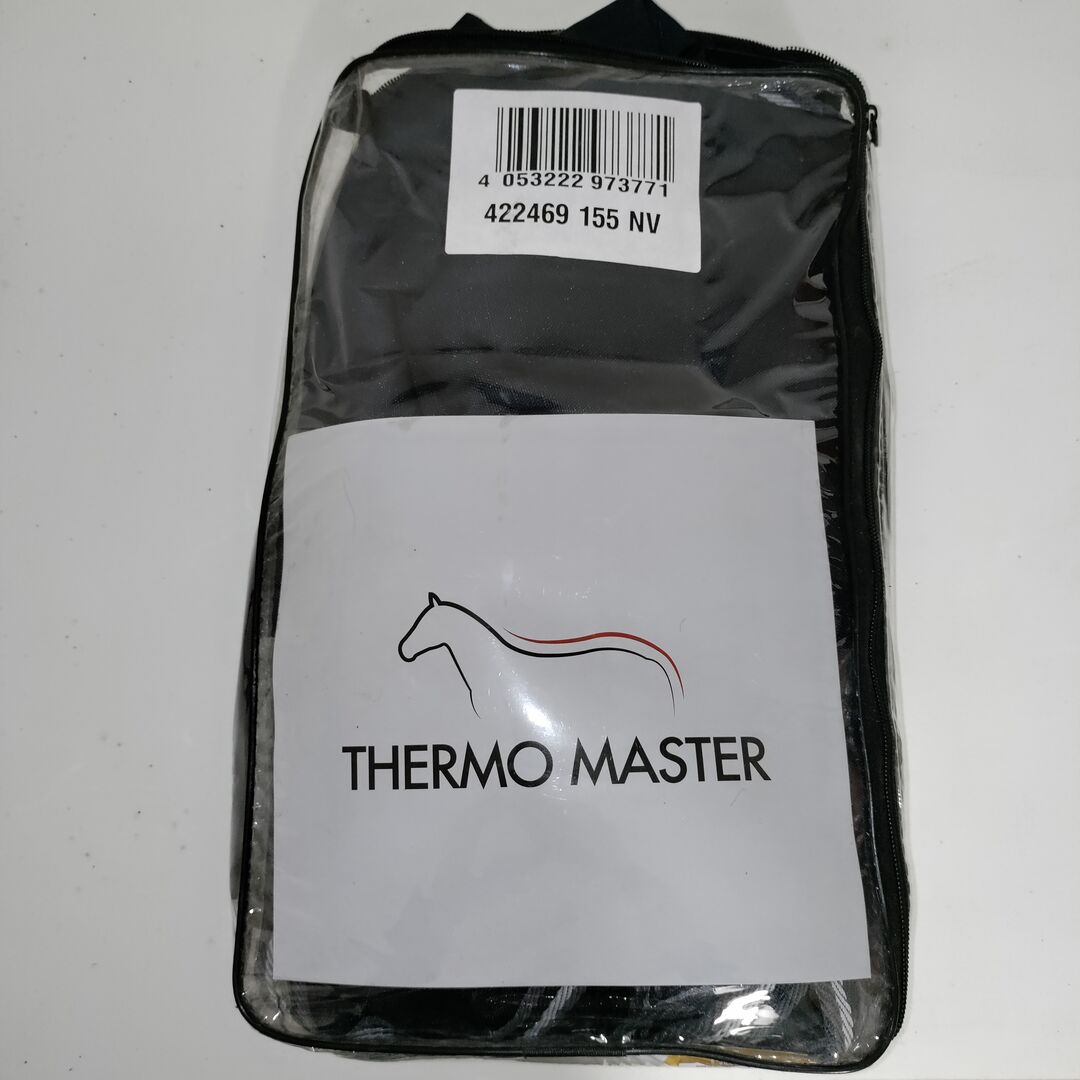 4 053222 973771
422469 155 NV
THERMO MASTER